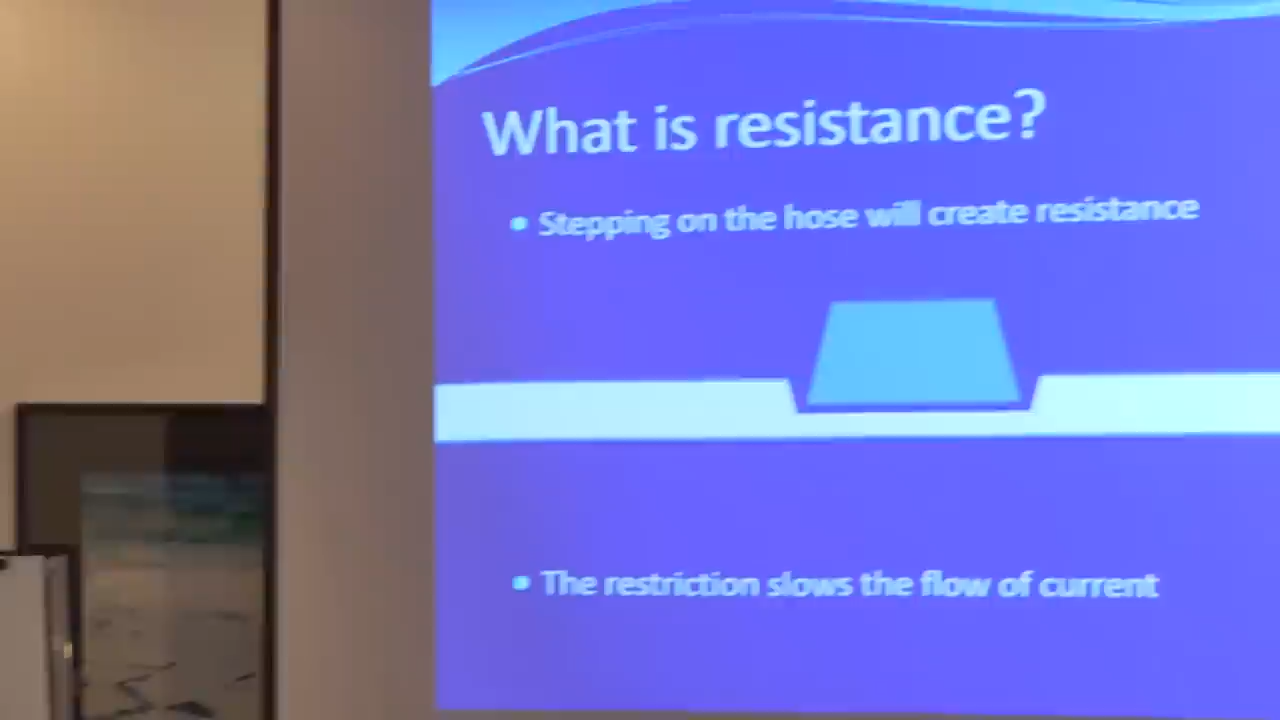 What is resistance?
Stepping on the hose will create resistance
The restriction slows the flow of current